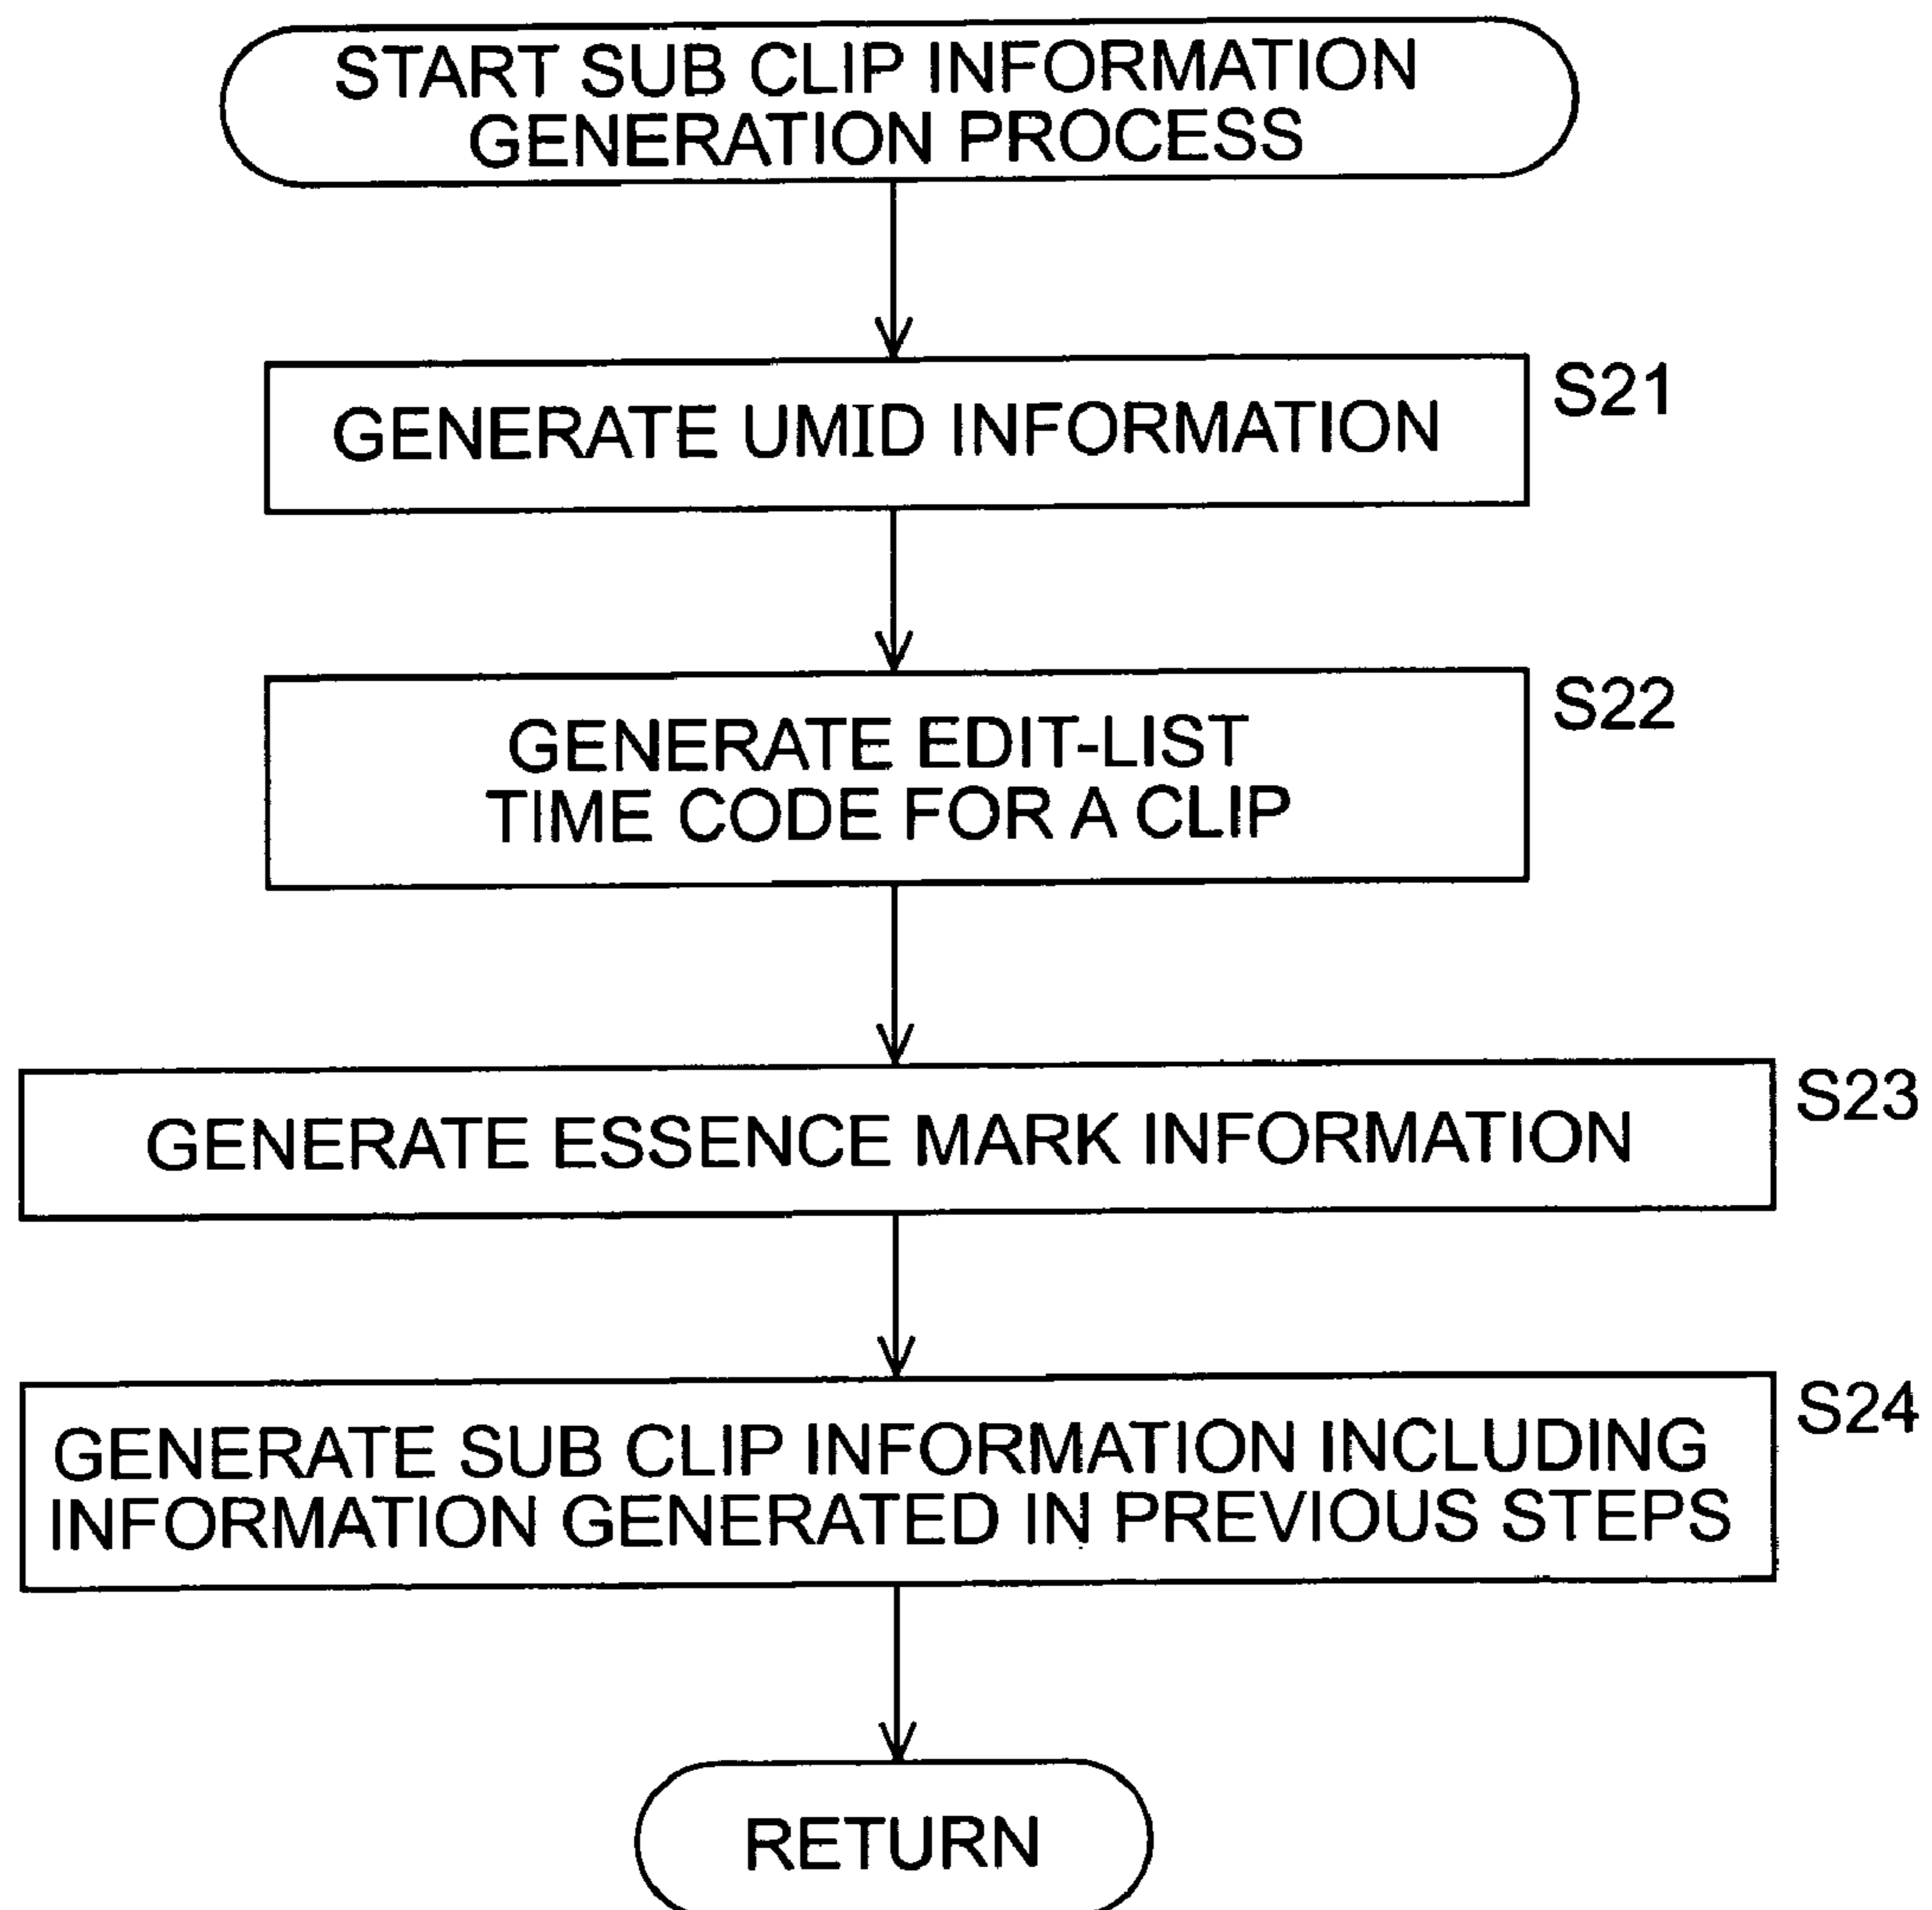 START SUB CLIP INFORMATION
GENERATION PROCESS
GENERATE UMID INFORMATION
S21
GENERATE EDIT-LIST
TIME CODE FOR A CLIP
S22
GENERATE ESSENCE MARK INFORMATION
S23
GENERATE SUB CLIP INFORMATION INCLUDING
INFORMATION GENERATED IN PREVIOUS STEPS
S24
RETURN